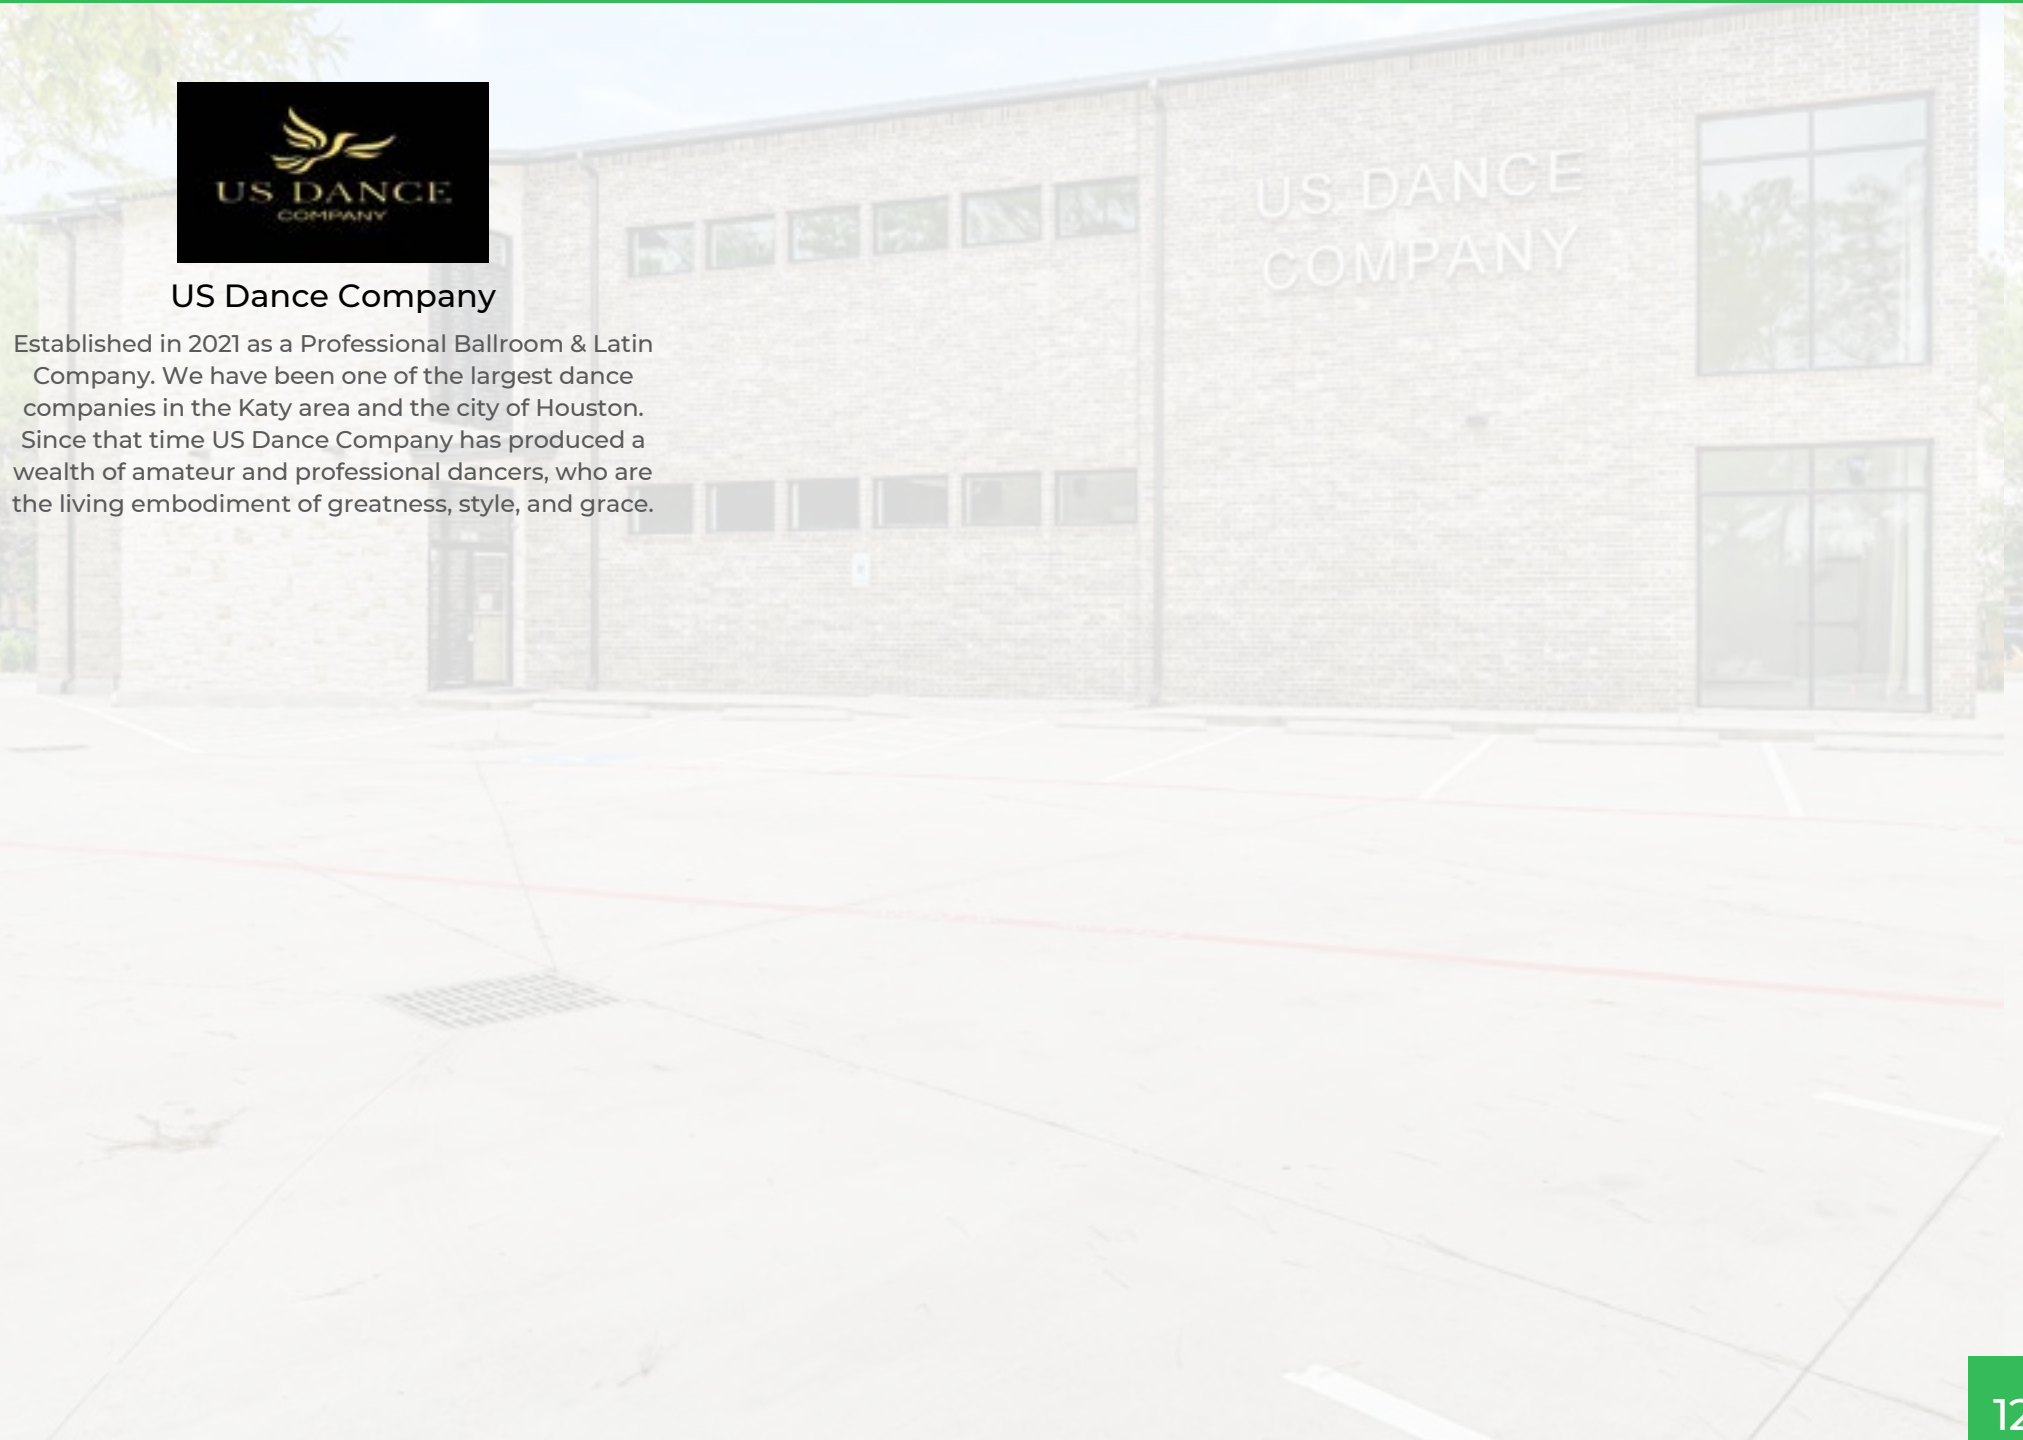 US DANCE
COMPANY
US DANCE
COMPANY
US Dance Company
Established in 2021 as a Professional Ballroom & Latin
Company. We have been one of the largest dance
companies in the Katy area and the city of Houston.
Since that time US Dance Company has produced a
wealth of amateur and professional dancers, who are
the living embodiment of greatness, style, and grace.
12